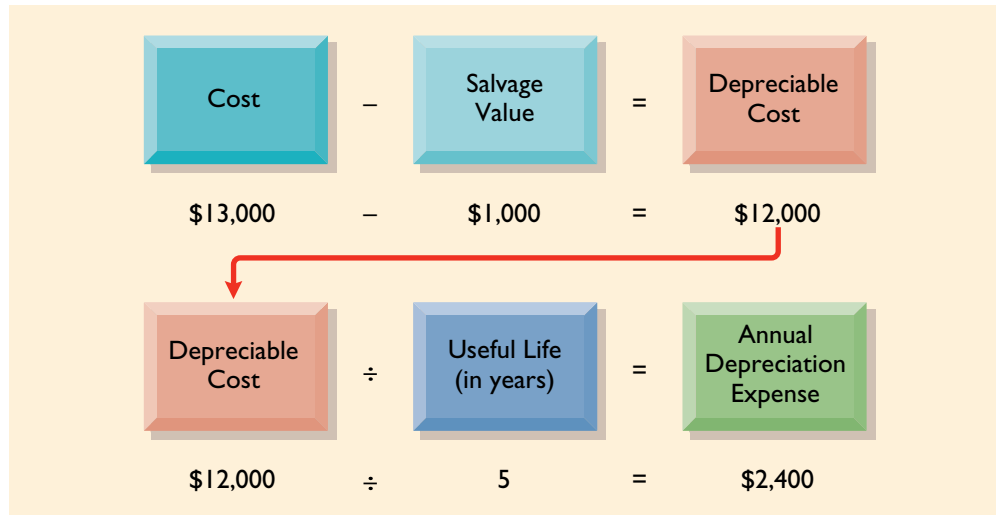 Cost
–
Salvage
Value
=
Depreciable
Cost
$13,000 – $1,000 = $12,000
Depreciable
Cost
÷
Useful Life
(in years)
=
Annual
Depreciation
Expense
$12,000 ÷ 5 = $2,400